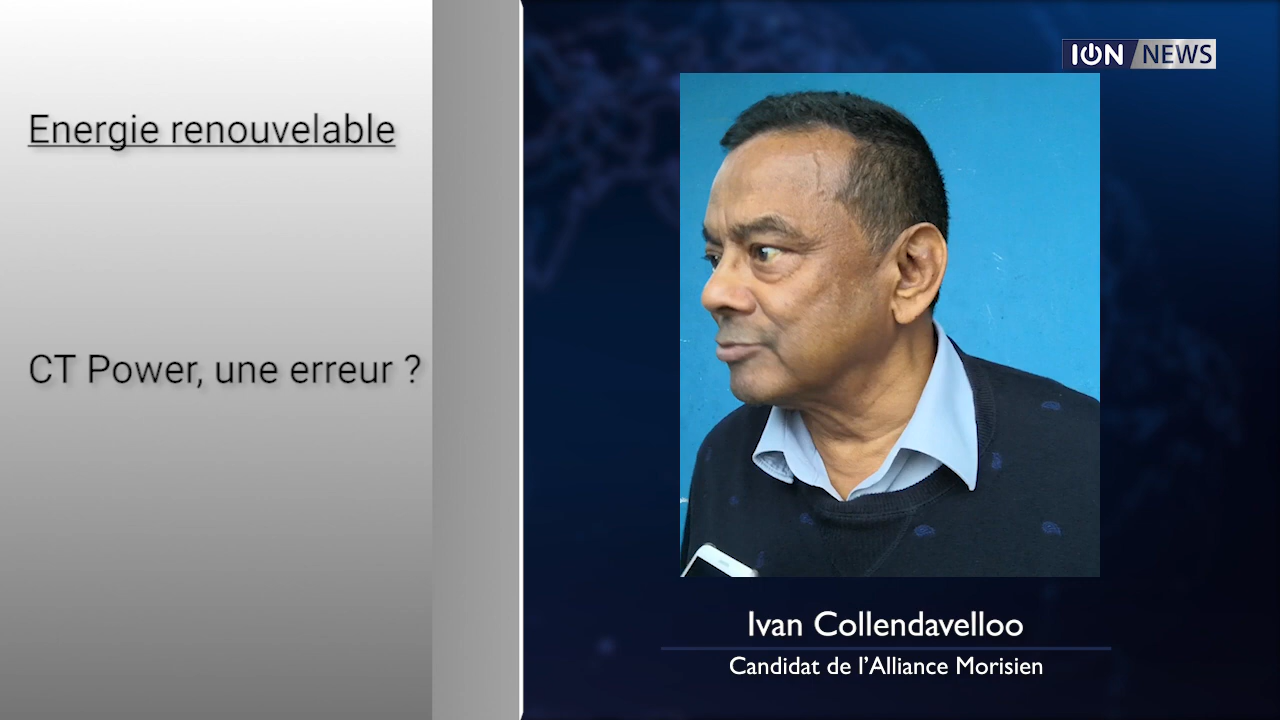 ION NEWS
Energie renouvelable
CT Power, une erreur ?
Ivan Collendavelloo
Candidat de l'Alliance Morisien